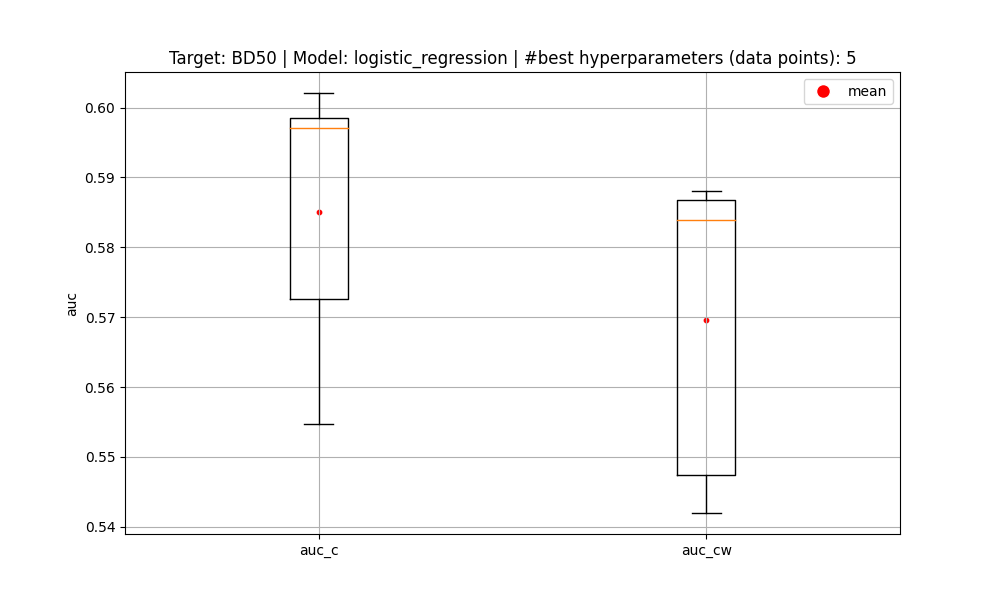 Target: BD50 | Model: logistic_regression | #best hyperparameters (data points): 5
mean
0.60
0.59
0.58
0.57
0.56
0.55
0.54
auc
auc_c
auc_cw